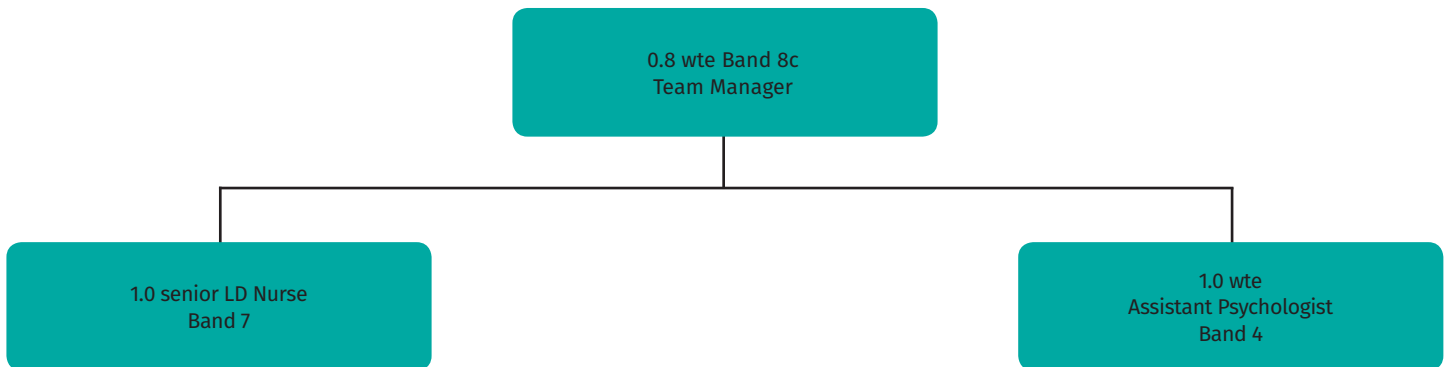 0.8 wte Band 8c
Team Manager
1.0 senior LD Nurse
Band 7
1.0 wte
Assistant Psychologist
Band 4